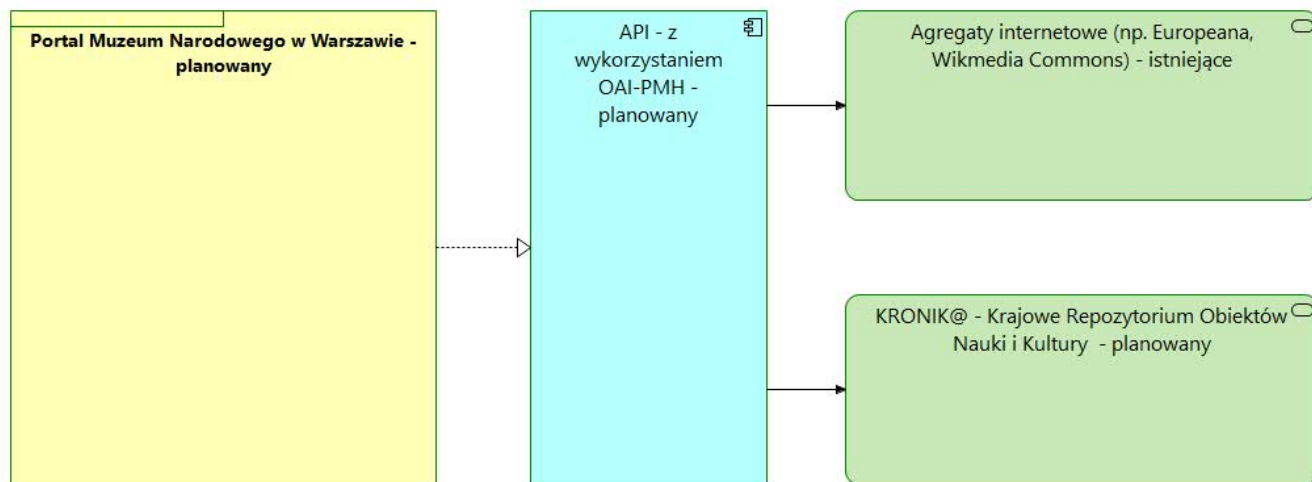 Portal Muzeum Narodowego w Warszawie -
planowany
API - z
wykorzystaniem
OAI-PMH -
planowany
Agregaty internetowe (np. Europeana,
Wikmedia Commons) - istniejące
KRONIK@ - Krajowe Repozytorium Obiektów
Nauki i Kultury  - planowany